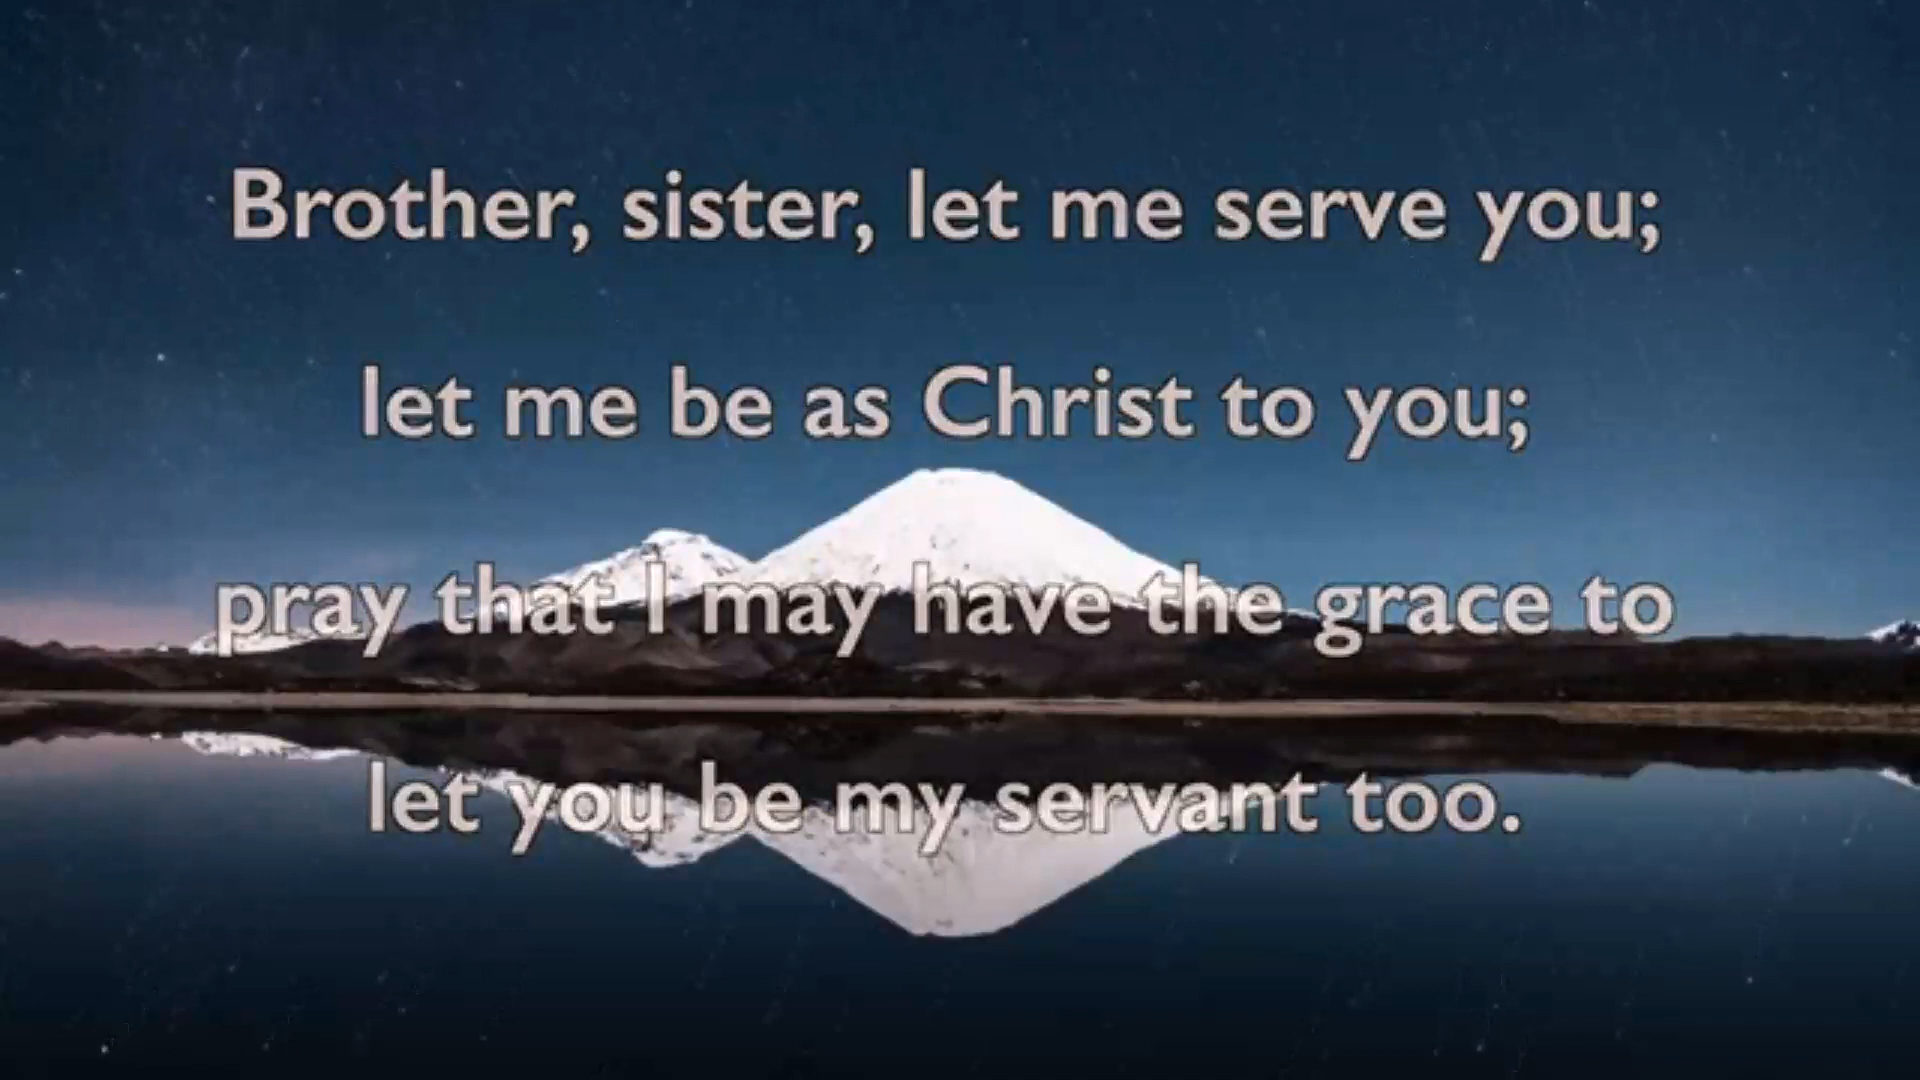 Brother, sister, let me serve you;
let me be as Christ to you;
pray that I may have the grace to
let you be my servant too.